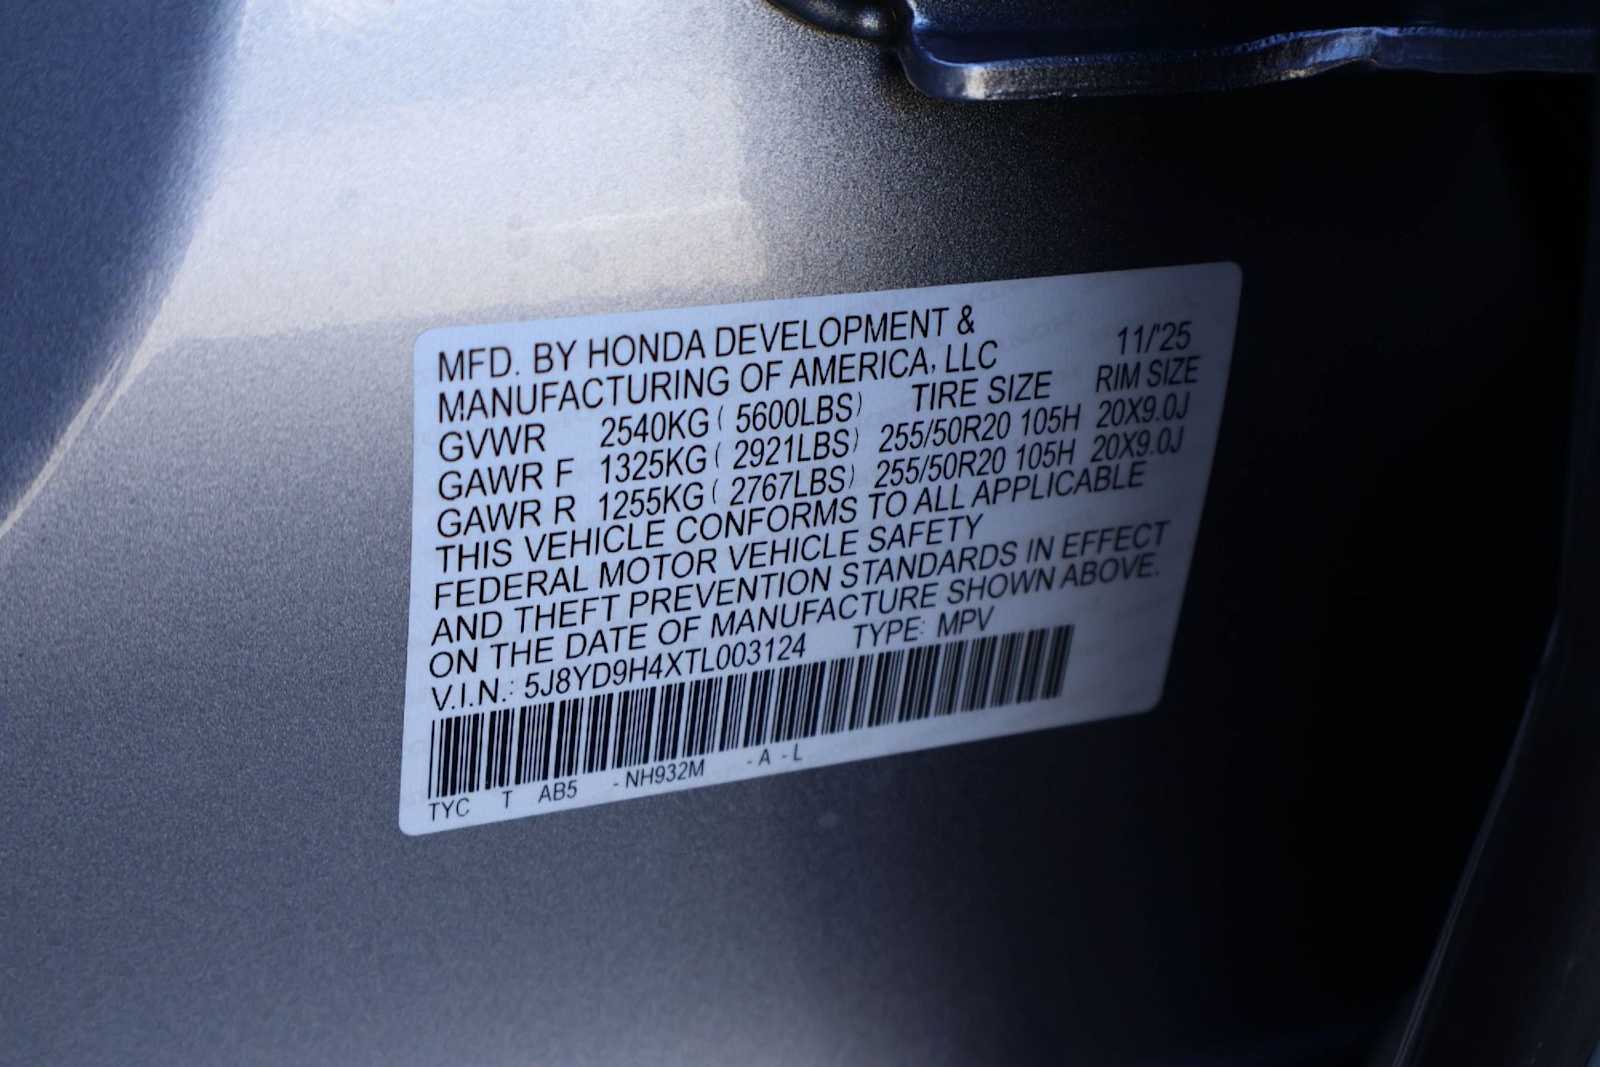 MFD. BY HONDA DEVELOPMENT & 11/'25
MANUFACTURING OF AMERICA, LLC
GVWR 2540KG ( 5600LBS) TIRE SIZE RIM SIZE
GAWR F 1325KG ( 2921LBS) 255/50R20 105H 20X9.0J
GAWR R 1255KG ( 2767LBS) 255/50R20 105H 20X9.0J
THIS VEHICLE CONFORMS TO ALL APPLICABLE
FEDERAL MOTOR VEHICLE SAFETY
AND THEFT PREVENTION STANDARDS IN EFFECT
ON THE DATE OF MANUFACTURE SHOWN ABOVE.
V.I.N.: 5J8YD9H4XTL003124 TYPE: MPV
TYC T AB5 - NH932M - A - L